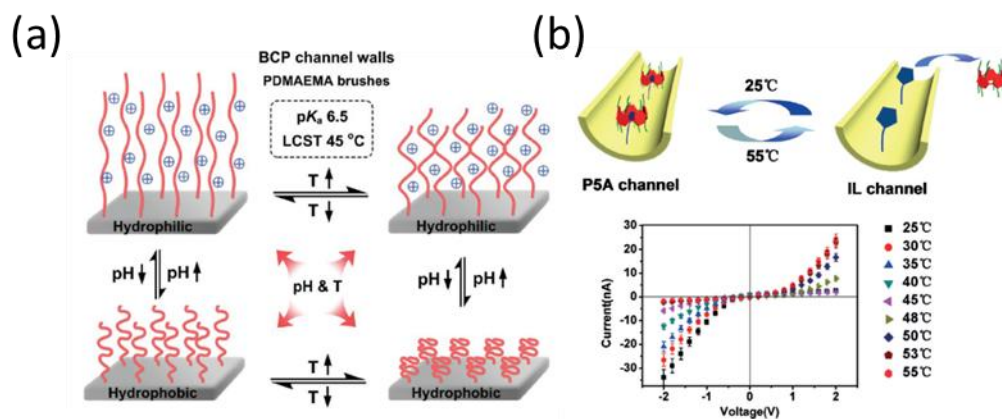 (a)
BCP channel walls
PDMAEMA brushes
pKa 6.5
LCST 45 °C
T ↑
T ↓
Hydrophilic
Hydrophilic
pH ↓
pH ↑
pH & T
pH ↓
pH ↑
T ↑
T ↓
Hydrophobic
Hydrophobic
(b)
25℃
55℃
P5A channel
IL channel
30
20
10
0
-10
-20
-30
Current(nA)
-2
-1
0
1
2
Voltage(V)
25℃
30℃
35℃
40℃
45℃
48℃
50℃
53℃
55℃